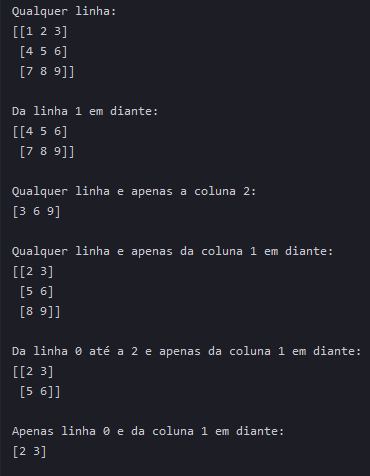 Qualquer linha:
[[1 2 3]
 [4 5 6]
 [7 8 9]]
Da linha 1 em diante:
[[4 5 6]
 [7 8 9]]
Qualquer linha e apenas a coluna 2:
[3 6 9]
Qualquer linha e apenas da coluna 1 em diante:
[[2 3]
 [5 6]
 [8 9]]
Da linha 0 até a 2 e apenas da coluna 1 em diante:
[[2 3]
 [5 6]]
Apenas linha 0 e da coluna 1 em diante:
[2 3]